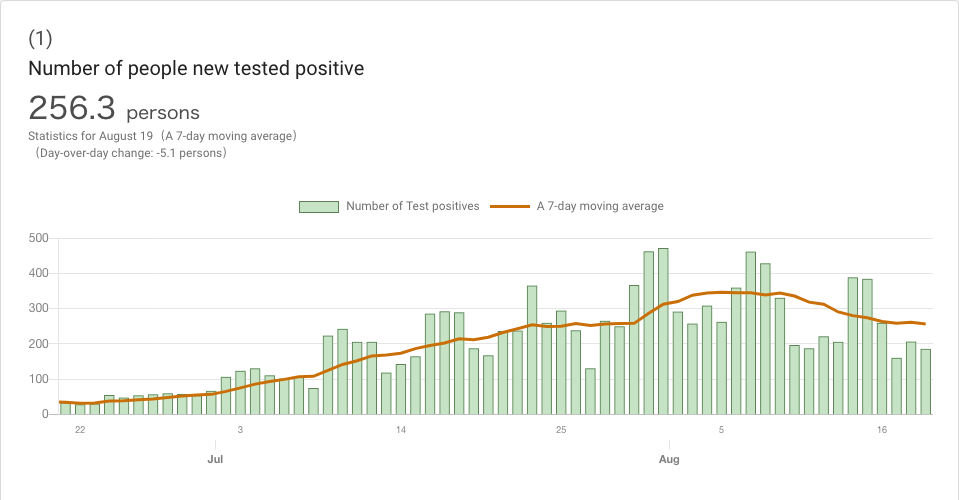 (1)
Number of people new tested positive
256.3 persons
Statistics for August 19（A 7-day moving average）
（Day-over-day change: -5.1 persons）
Number of Test positives A 7-day moving average
500
400
300
200
100
0
22 3 14 25 5 16
Jul Aug